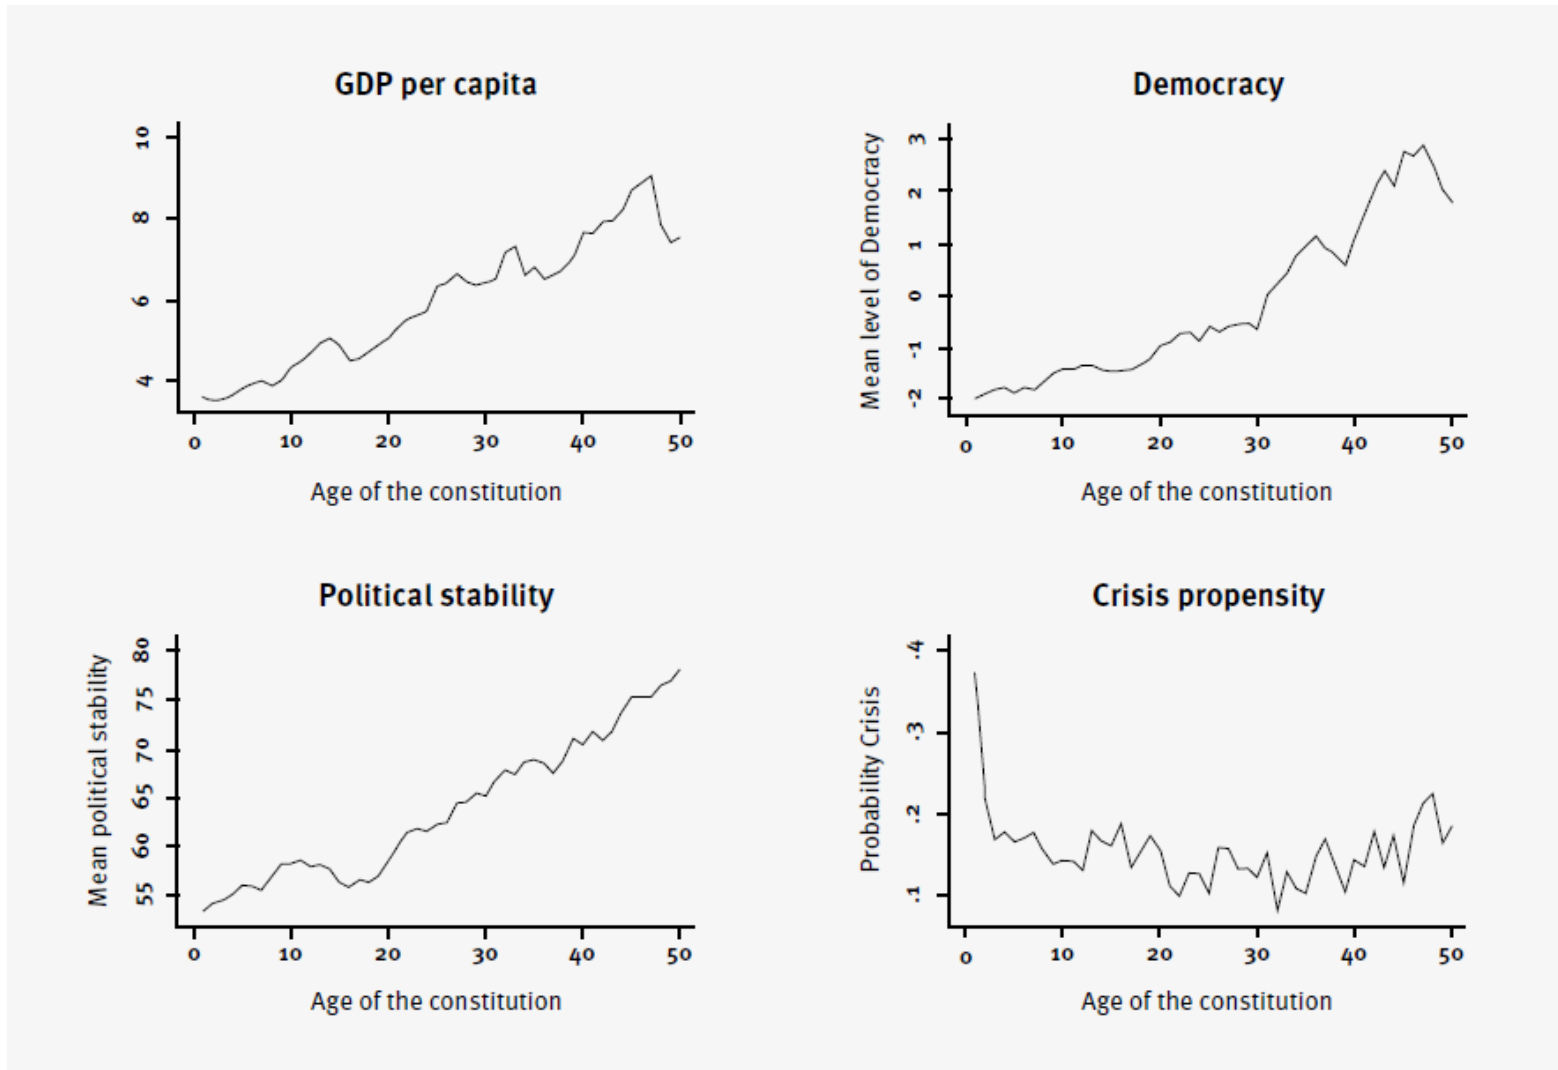 GDP per capita
10
8
6
4
0 10 20 30 40 50
Age of the constitution
Democracy
Mean level of Democracy
3
2
1
0
-1
-2
0 10 20 30 40 50
Age of the constitution
Political stability
Mean political stability
80
75
70
65
60
55
0 10 20 30 40 50
Age of the constitution
Crisis propensity
Probability Crisis
.4
.3
.2
.1
0 10 20 30 40 50
Age of the constitution